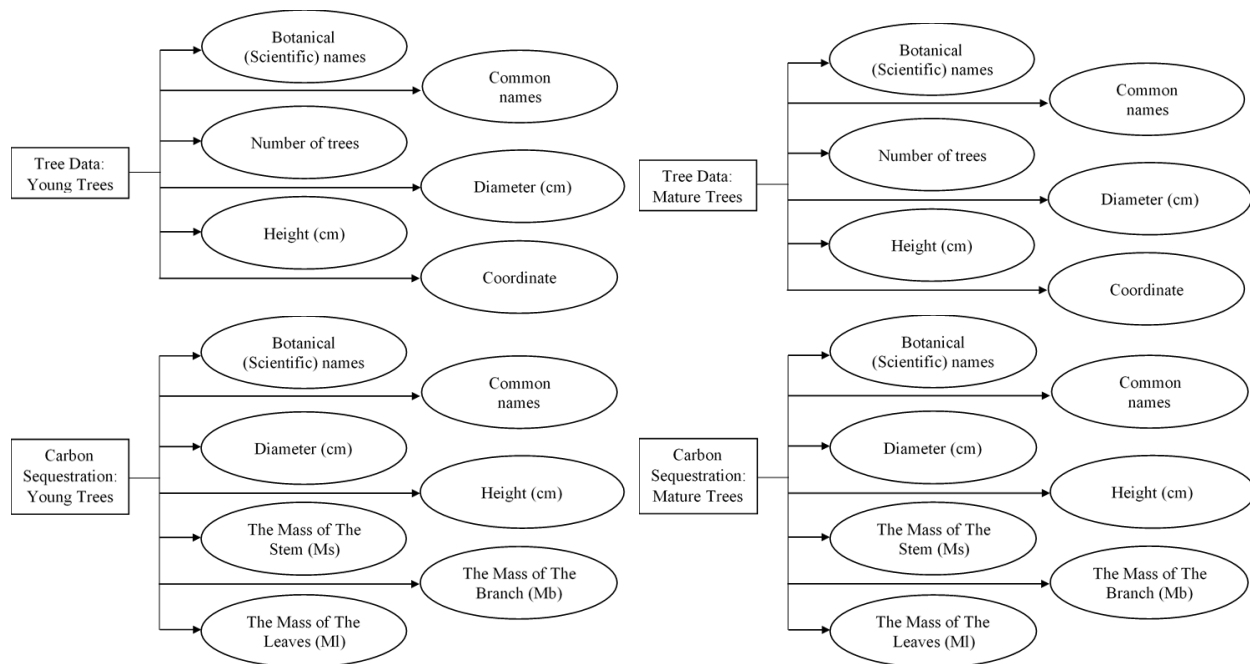 Tree Data:
Young Trees
Botanical
(Scientific) names
Common
names
Number of trees
Diameter (cm)
Height (cm)
Coordinate
Tree Data:
Mature Trees
Botanical
(Scientific) names
Common
names
Number of trees
Diameter (cm)
Height (cm)
Coordinate
Carbon
Sequestration:
Young Trees
Botanical
(Scientific) names
Common
names
Diameter (cm)
Height (cm)
The Mass of The
Stem (Ms)
The Mass of The
Branch (Mb)
The Mass of The
Leaves (Ml)
Carbon
Sequestration:
Mature Trees
Botanical
(Scientific) names
Common
names
Diameter (cm)
Height (cm)
The Mass of The
Stem (Ms)
The Mass of The
Branch (Mb)
The Mass of The
Leaves (Ml)